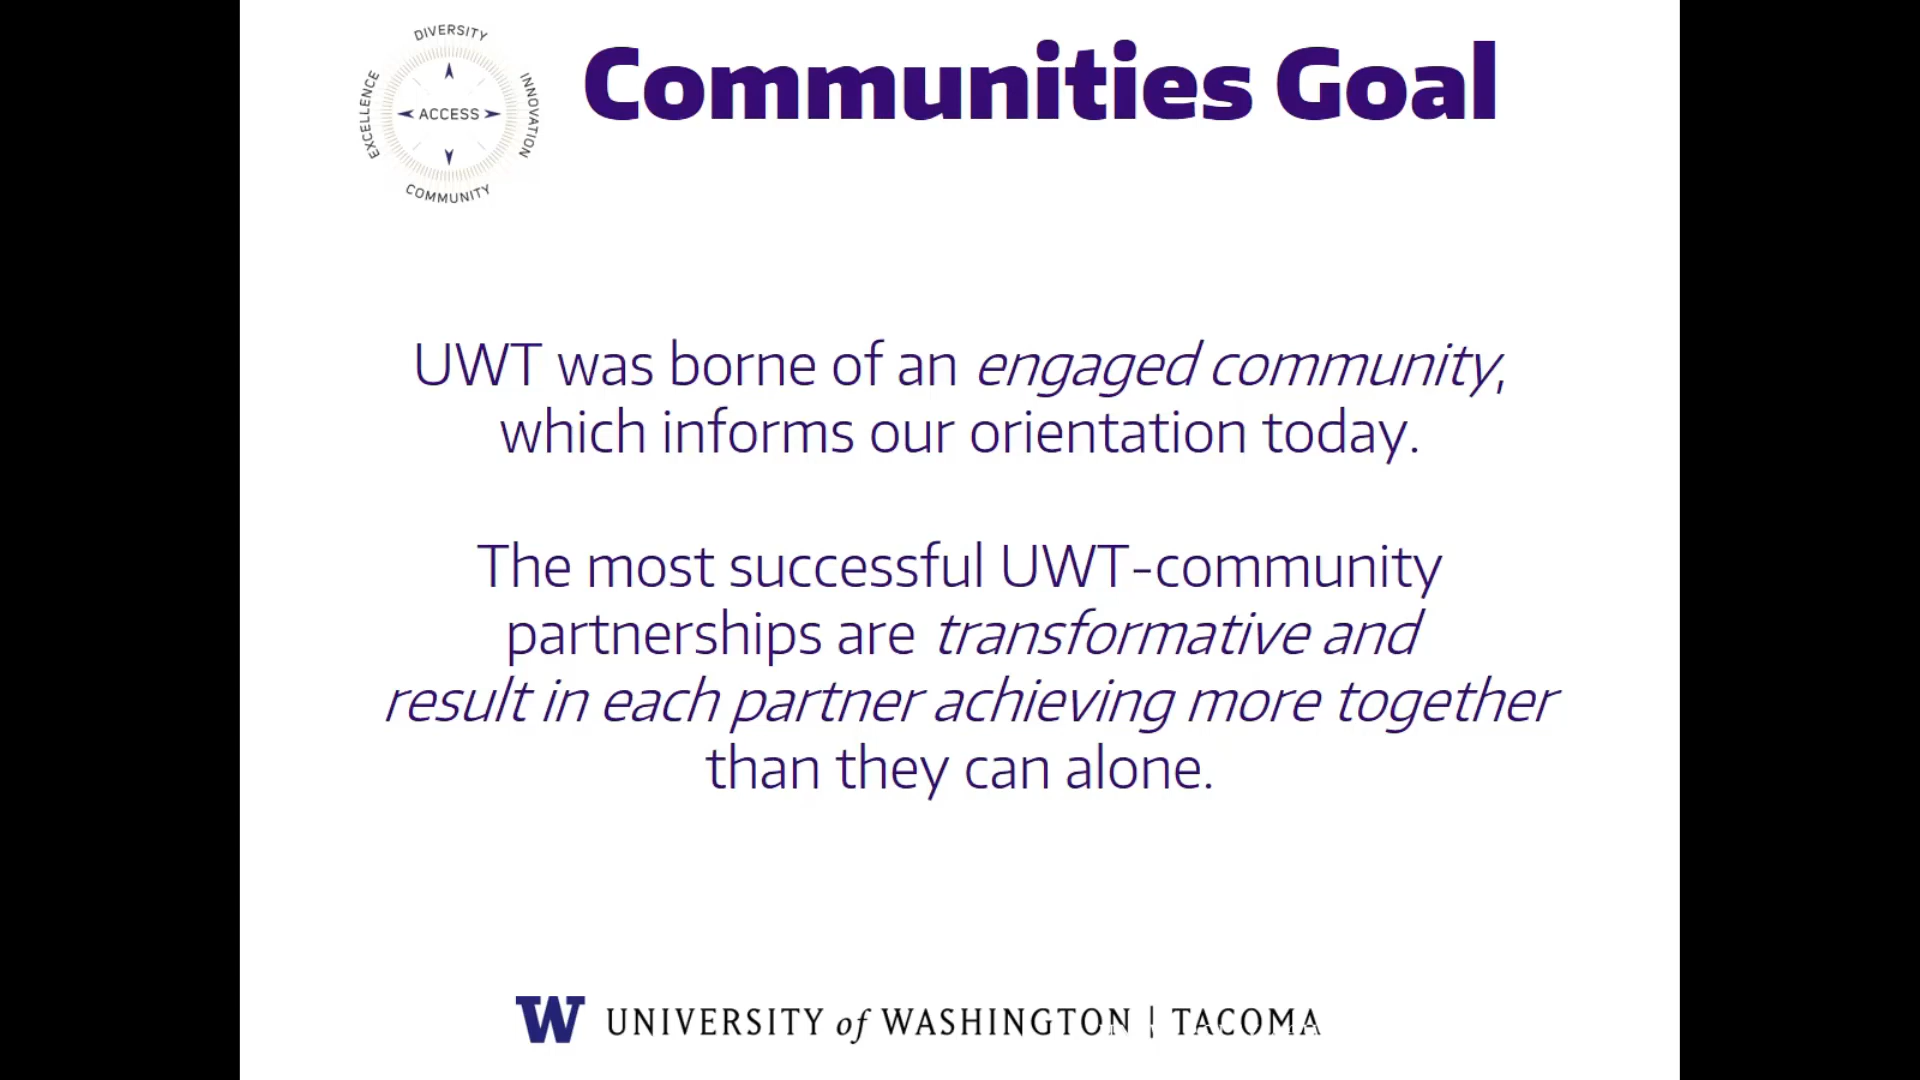 DIVERSITY
EXCELLENCE
ACCESS
INNOVATION
COMMUNITY
Communities Goal
UWT was borne of an engaged community,
which informs our orientation today.
The most successful UWT-community
partnerships are transformative and
result in each partner achieving more together
than they can alone.
W UNIVERSITY of WASHINGTON | TACOMA